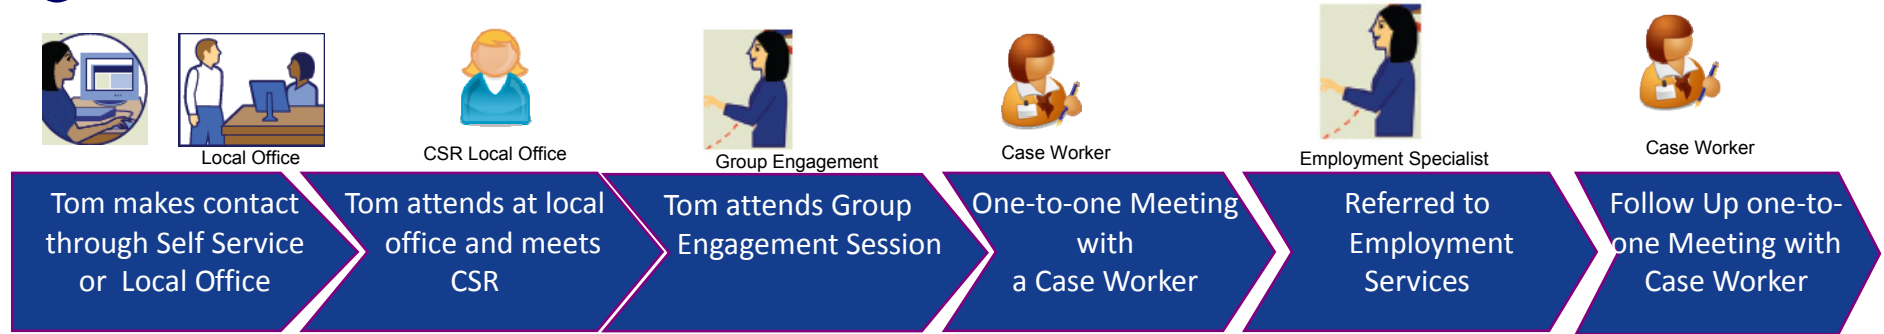 Local Office
CSR Local Office
Group Engagement
Case Worker
Employment Specialist
Case Worker
Tom makes contact
through Self Service
or Local Office
Tom attends at local
office and meets
CSR
Tom attends Group
Engagement Session
One-to-one Meeting
with
a Case Worker
Referred to
Employment
Services
Follow Up one-to-
one Meeting with
Case Worker